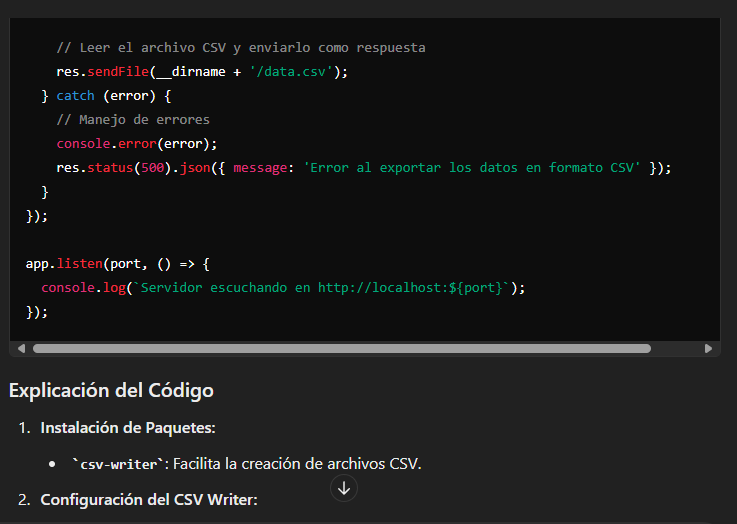 // Leer el archivo CSV y enviarlo como respuesta
res.sendFile(__dirname + '/data.csv');
} catch (error) {
// Manejo de errores
console.error(error);
res.status(500).json({ message: 'Error al exportar los datos en formato CSV' });
}
});
app.listen(port, () => {
console.log(`Servidor escuchando en http://localhost:${port}`);
});
Explicación del Código
1. Instalación de Paquetes:
• `csv-writer`: Facilita la creación de archivos CSV.
2. Configuración del CSV Writer: